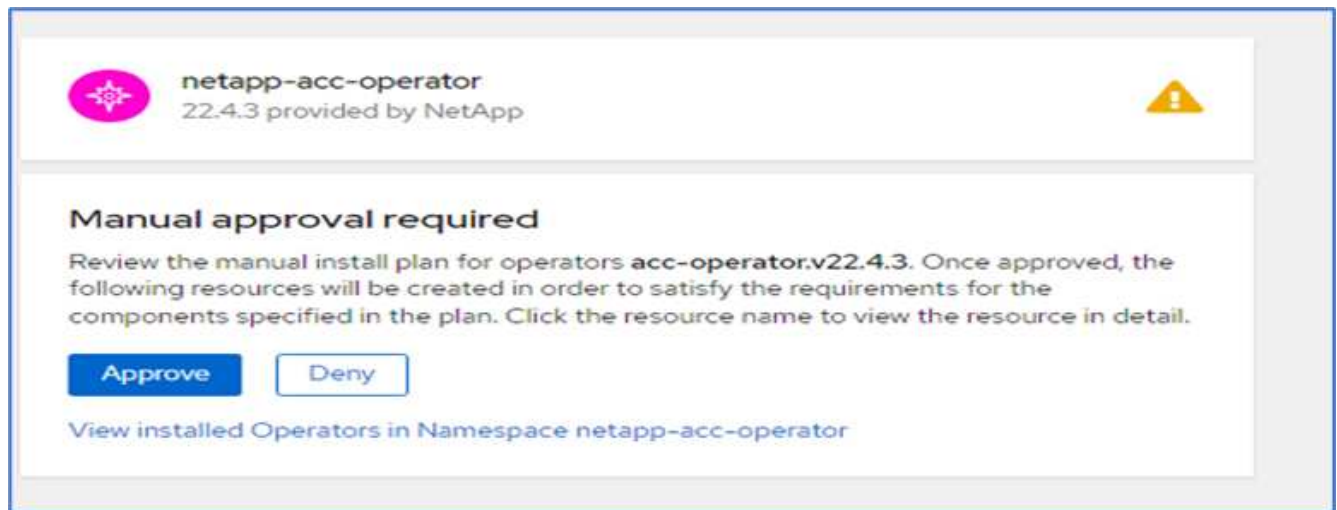 netapp-acc-operator
22.4.3 provided by NetApp
Manual approval required
Review the manual install plan for operators acc-operator.v22.4.3. Once approved, the
following resources will be created in order to satisfy the requirements for the
components specified in the plan. Click the resource name to view the resource in detail.
Approve
Deny
View installed Operators in Namespace netapp-acc-operator